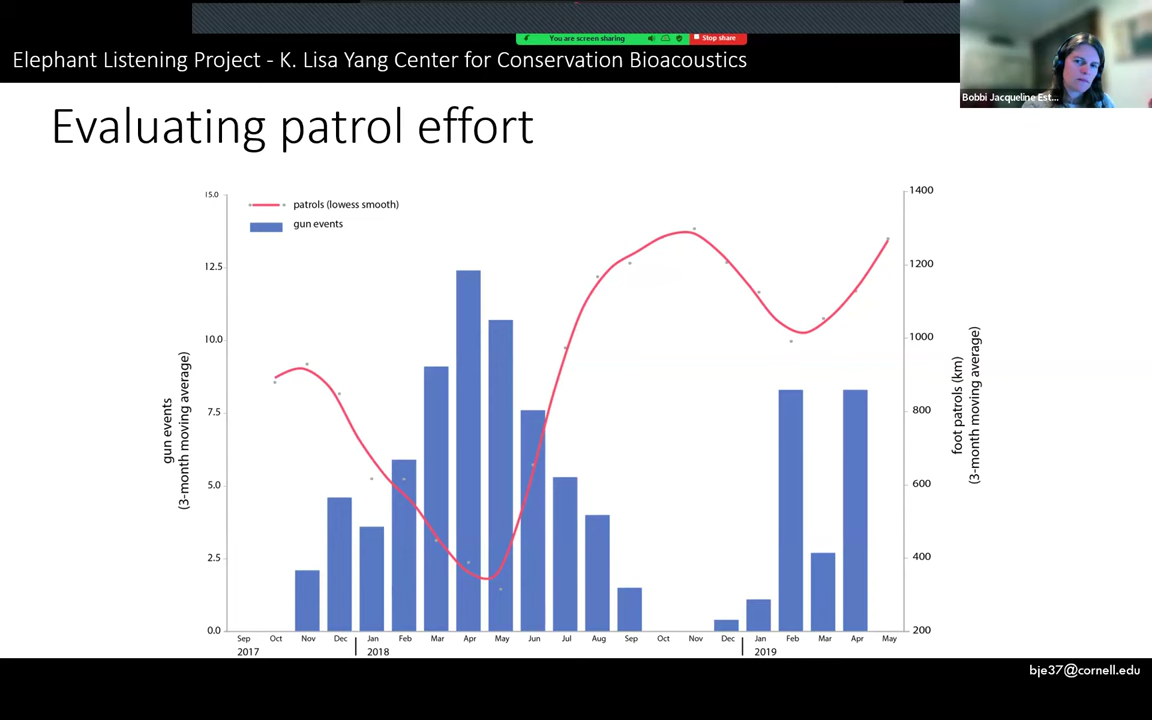 You are screen sharing
Stop share
Elephant Listening Project - K. Lisa Yang Center for Conservation Bioacoustics
Bobbi Jacqueline Est...
Evaluating patrol effort
patrols (lowess smooth)
gun events
15.0
12.5
10.0
7.5
5.0
2.5
0.0
gun events
(3-month moving average)
1400
1200
1000
800
600
400
200
foot patrols (km)
(3-month moving average)
Sep Oct Nov Dec Jan Feb Mar Apr May Jun Jul Aug Sep Oct Nov Dec Jan Feb Mar Apr May
2017 2018 2019
bje37@cornell.edu